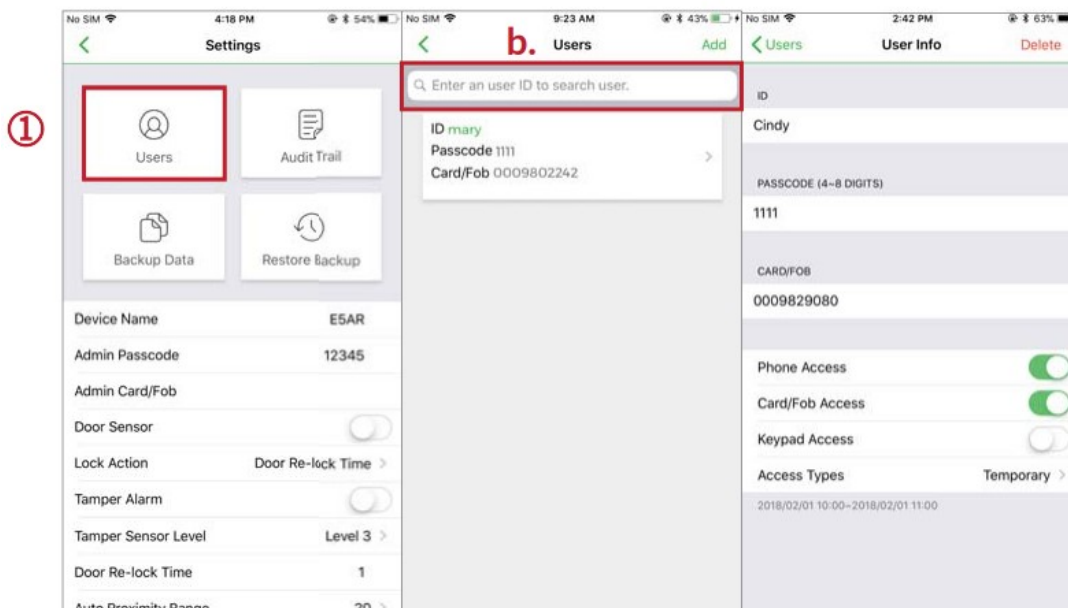 No SIM 4:18 PM 54%
Settings
①
Users
Audit Trail
Backup Data
Restore Backup
Device Name E5AR
Admin Passcode 12345
Admin Card/Fob
Door Sensor
Lock Action Door Re-lock Time >
Tamper Alarm
Tamper Sensor Level Level 3 >
Door Re-lock Time 1
Auto Proximity Range 20 >
No SIM 9:23 AM 43%
b. Users Add
Enter an user ID to search user.
ID mary
Passcode 1111
Card/Fob 0009802242
No SIM 2:42 PM 63%
< Users User Info Delete
ID
Cindy
PASSCODE (4~8 DIGITS)
1111
CARD/FOB
0009829080
Phone Access
Card/Fob Access
Keypad Access
Access Types Temporary >
2018/02/01 10:00~2018/02/01 11:00